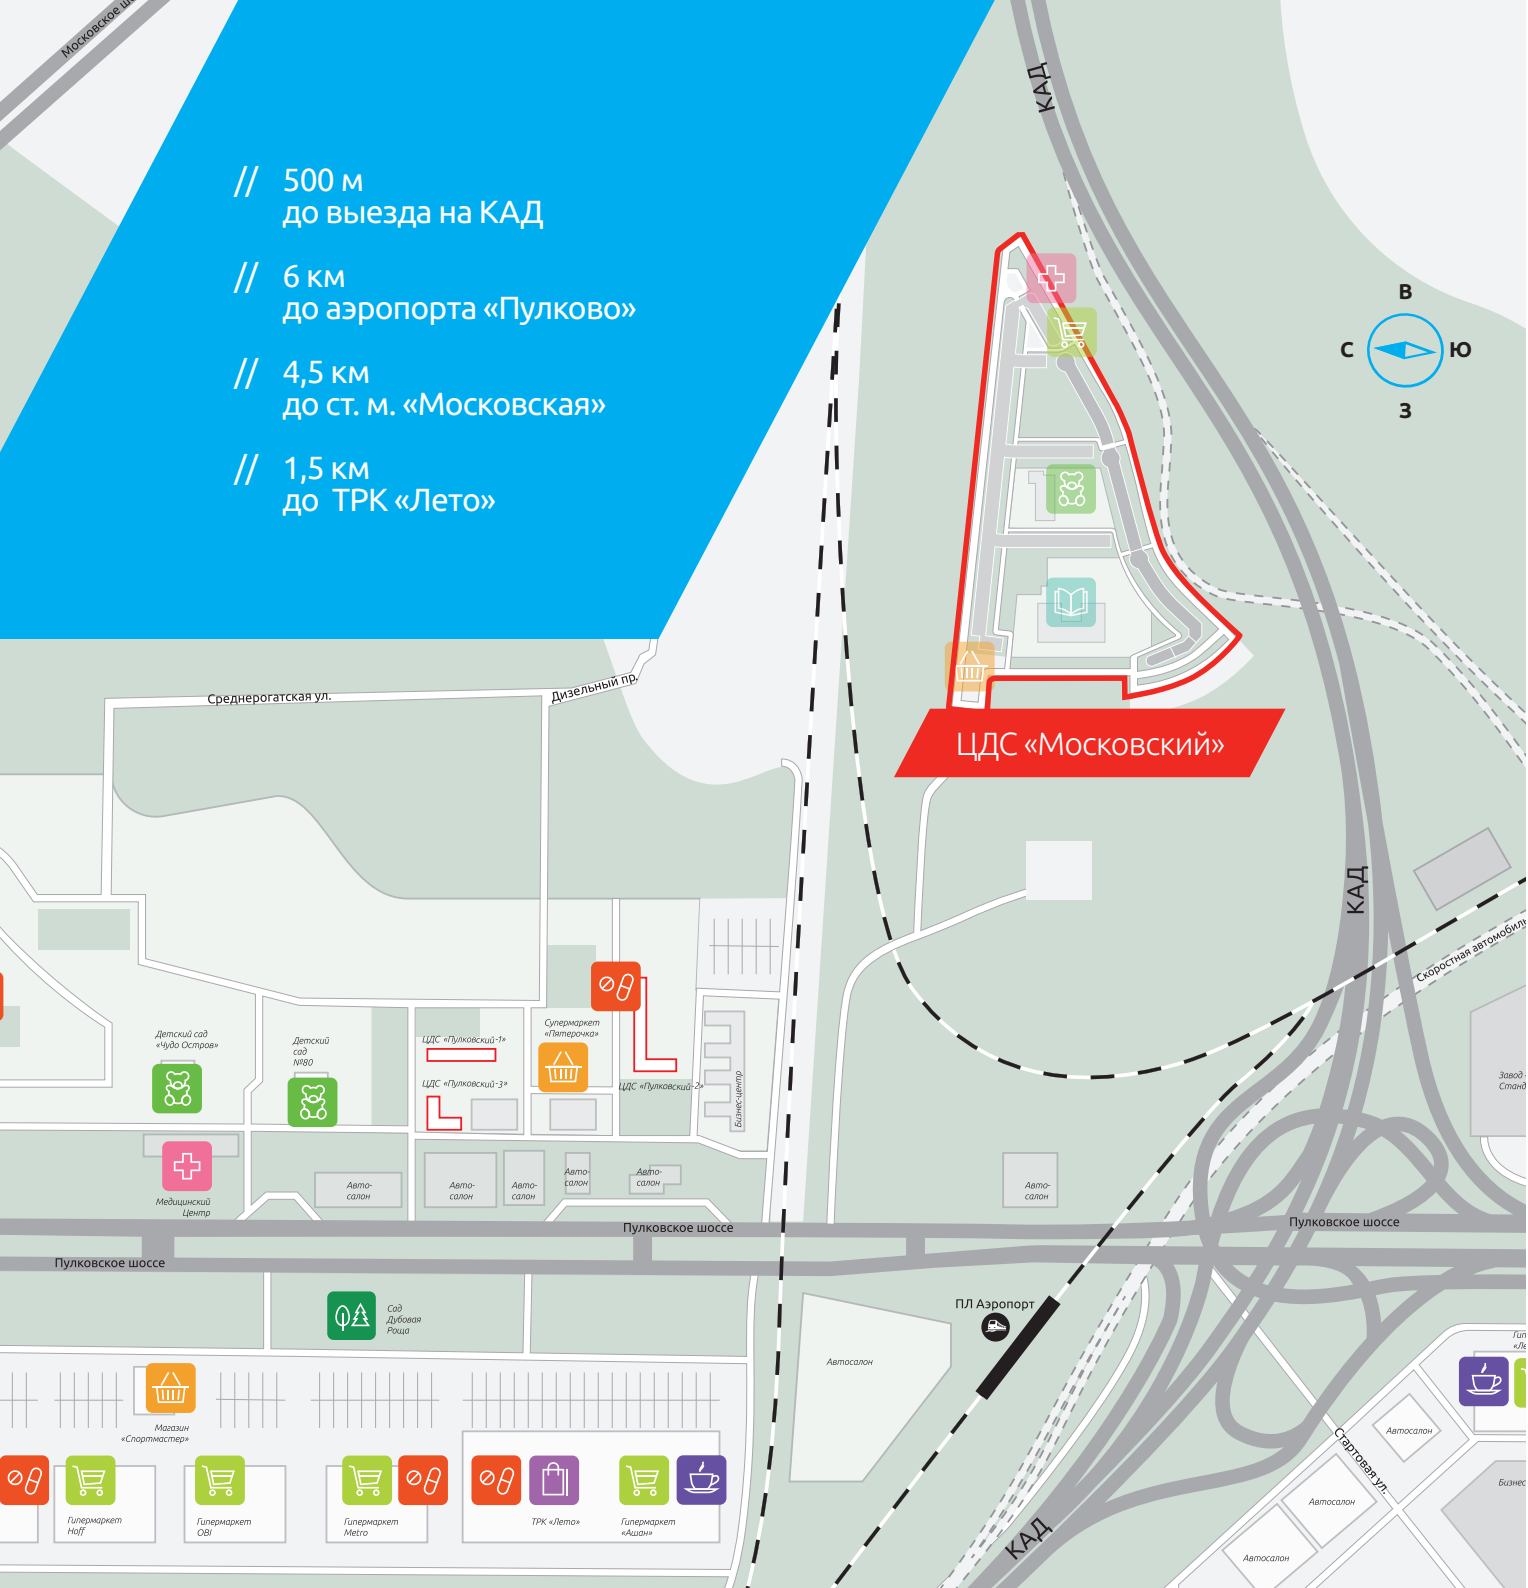 Московское
КАД
//
500 м
до выезда на КАД
//
6 км
до аэропорта «Пулково»
//
4,5 км
до ст. м. «Московская»
//
1,5 км
до ТРК «Лето»
В
С
Ю
З
Среднерогатская ул.
Дизельный пр.
ЦДС «Московский»
КАД
Скоростная
Детский сад
«Чудо Остров»
Детский
сад
№80
ЦДС «Пулковский-1»
ЦДС «Пулковский-3»
Супермаркет
«Пятерочка»
ЦДС «Пулковский-2»
Бизнес-центр
Завод
Медицинский
Центр
Авто-
салон
Авто-
салон
Авто-
салон
Авто-
салон
Авто-
салон
Авто-
салон
Пулковское шоссе
Пулковское шоссе
Пулковское шоссе
Сад
Дубовая
Роща
ПЛ Аэропорт
Автосалон
Магазин
«Спортмастер»
Автосалон
Стартовая ул.
Автосалон
Автосалон
КАД
Гипермаркет
Hoff
Гипермаркет
OBI
Гипермаркет
Metro
ТРК «Лето»
Гипермаркет
«Ашан»